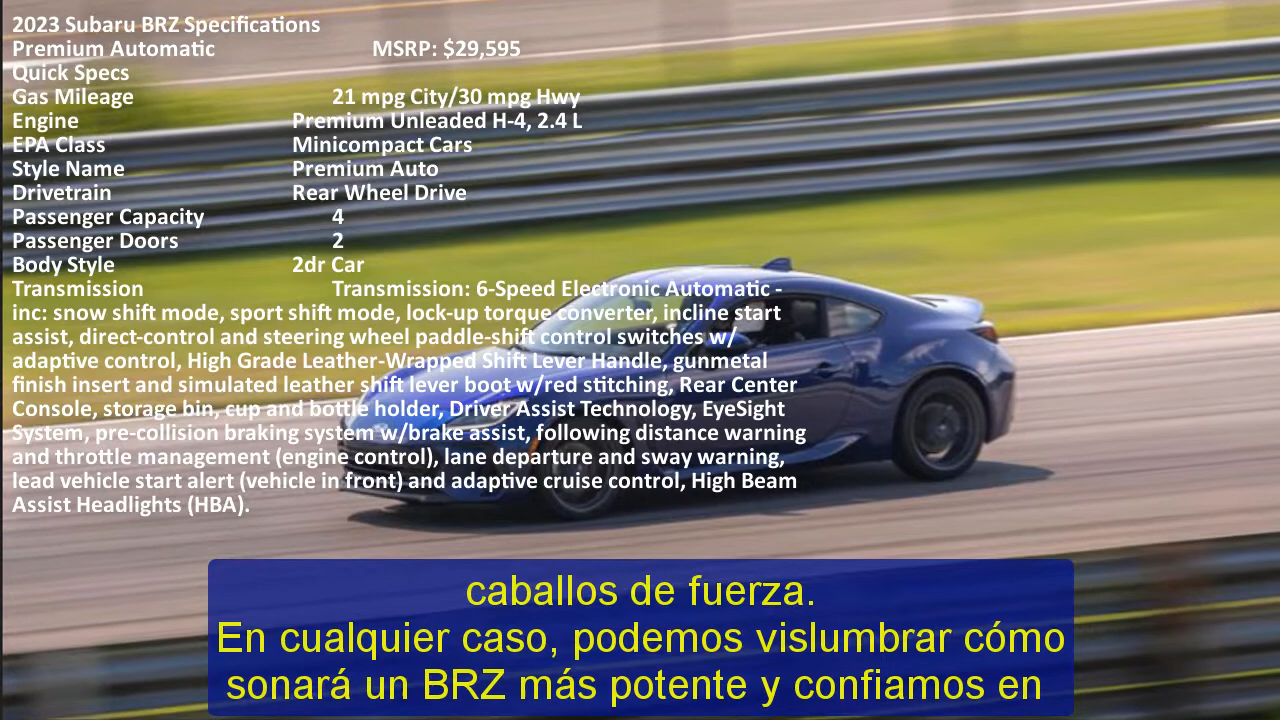 2023 Subaru BRZ Specifications
Premium Automatic MSRP: $29,595
Quick Specs
Gas Mileage 21 mpg City/30 mpg Hwy
Engine Premium Unleaded H-4, 2.4 L
EPA Class Minicompact Cars
Style Name Premium Auto
Drivetrain Rear Wheel Drive
Passenger Capacity 4
Passenger Doors 2
Body Style 2dr Car
Transmission Transmission: 6-Speed Electronic Automatic -
inc: snow shift mode, sport shift mode, lock-up torque converter, incline start
assist, direct-control and steering wheel paddle-shift control switches w/
adaptive control, High Grade Leather-Wrapped Shift Lever Handle, gunmetal
finish insert and simulated leather shift lever boot w/red stitching, Rear Center
Console, storage bin, cup and bottle holder, Driver Assist Technology, EyeSight
System, pre-collision braking system w/brake assist, following distance warning
and throttle management (engine control), lane departure and sway warning,
lead vehicle start alert (vehicle in front) and adaptive cruise control, High Beam
Assist Headlights (HBA).
caballos de fuerza.
En cualquier caso, podemos vislumbrar cómo
sonará un BRZ más potente y confiamos en